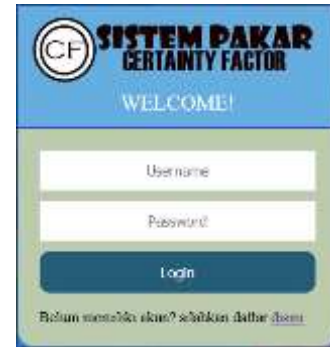 CF
SISTEM PAKAR
CERTAINTY FACTOR
WELCOME!
Username
Password
Login
Belum memiliki akun? silahkan daftar disini